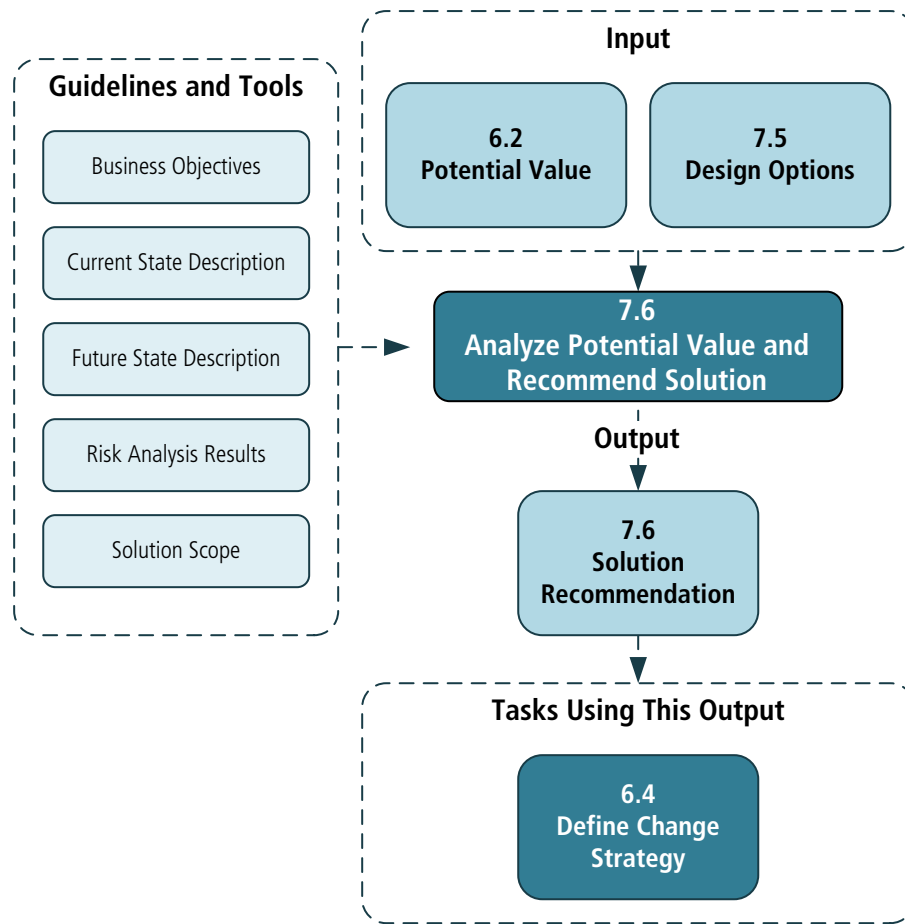 Input
Guidelines and Tools
6.2
Potential Value
7.5
Design Options
Business Objectives
Current State Description
Future State Description
Risk Analysis Results
Solution Scope
7.6
Analyze Potential Value and
Recommend Solution
Output
7.6
Solution
Recommendation
Tasks Using This Output
6.4
Define Change
Strategy